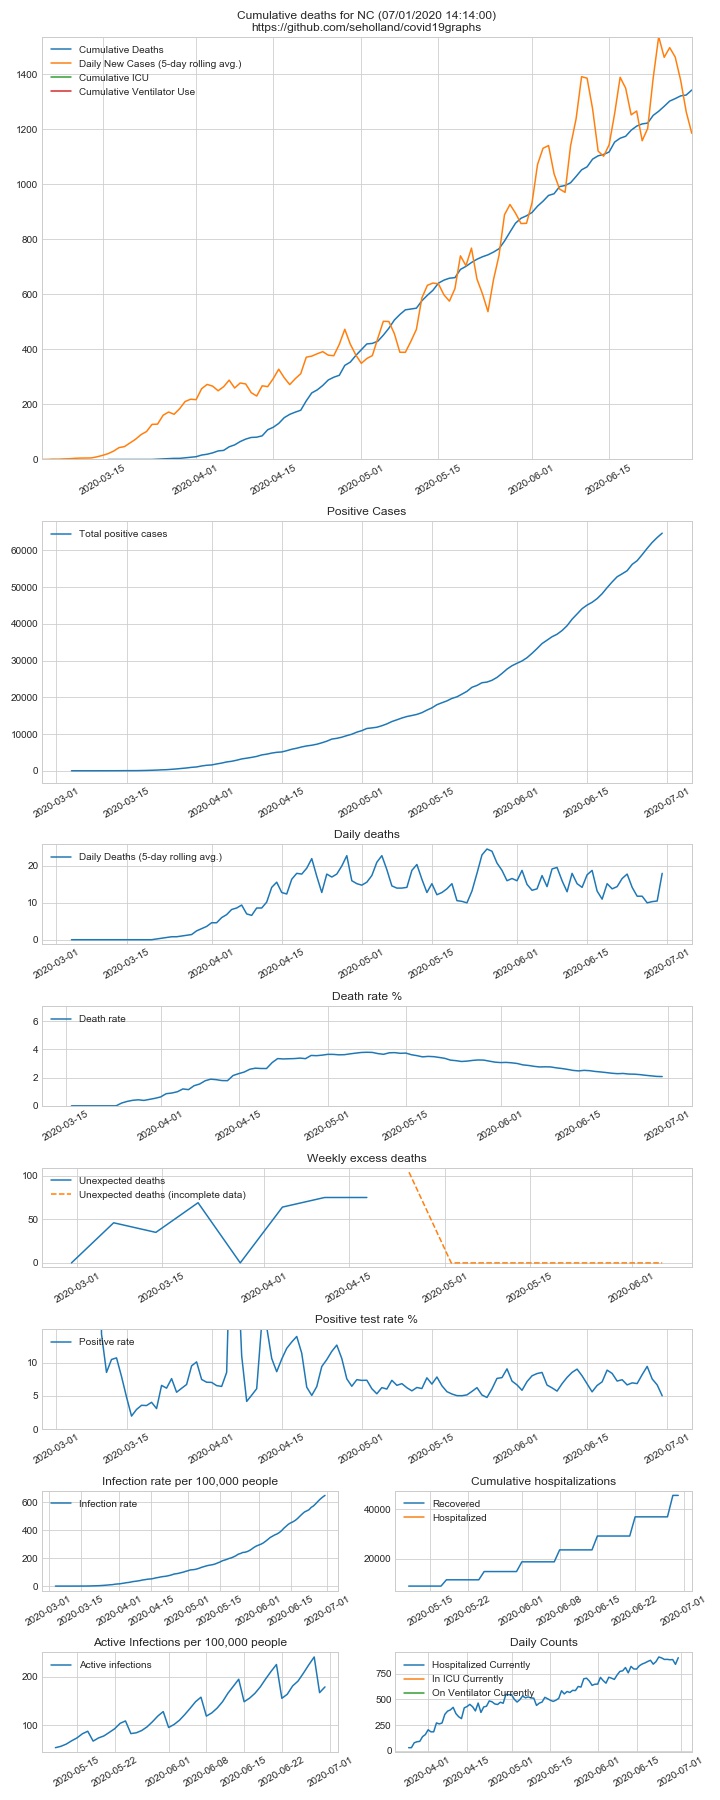 Cumulative deaths for NC (07/01/2020 14:14:00)
https://github.com/seholland/covid19graphs
Cumulative Deaths
Daily New Cases (5-day rolling avg.)
Cumulative ICU
Cumulative Ventilator Use
1400
1200
1000
800
600
400
200
0
2020-03-15 2020-04-01 2020-04-15 2020-05-01 2020-05-15 2020-06-01 2020-06-15
Positive Cases
Total positive cases
60000
50000
40000
30000
20000
10000
0
2020-03-01 2020-03-15 2020-04-01 2020-04-15 2020-05-01 2020-05-15 2020-06-01 2020-06-15 2020-07-01
Daily deaths
Daily Deaths (5-day rolling avg.)
20
10
0
2020-03-01 2020-03-15 2020-04-01 2020-04-15 2020-05-01 2020-05-15 2020-06-01 2020-06-15 2020-07-01
Death rate %
Death rate
6
4
2
0
2020-03-15 2020-04-01 2020-04-15 2020-05-01 2020-05-15 2020-06-01 2020-06-15 2020-07-01
Weekly excess deaths
Unexpected deaths
Unexpected deaths (incomplete data)
100
50
0
2020-03-01 2020-03-15 2020-04-01 2020-04-15 2020-05-01 2020-05-15 2020-06-01
Positive test rate %
Positive rate
10
5
0
2020-03-01 2020-03-15 2020-04-01 2020-04-15 2020-05-01 2020-05-15 2020-06-01 2020-06-15 2020-07-01
Infection rate per 100,000 people
Infection rate
600
400
200
0
2020-03-01 2020-03-15 2020-04-01 2020-04-15 2020-05-01 2020-05-15 2020-06-01 2020-06-15 2020-07-01
Cumulative hospitalizations
Recovered
Hospitalized
40000
20000
2020-05-15 2020-05-22 2020-06-01 2020-06-08 2020-06-15 2020-06-22 2020-07-01
Active Infections per 100,000 people
Active infections
200
100
2020-05-15 2020-05-22 2020-06-01 2020-06-08 2020-06-15 2020-06-22 2020-07-01
Daily Counts
Hospitalized Currently
In ICU Currently
On Ventilator Currently
750
500
250
0
2020-04-01 2020-04-15 2020-05-01 2020-05-15 2020-06-01 2020-06-15 2020-07-01